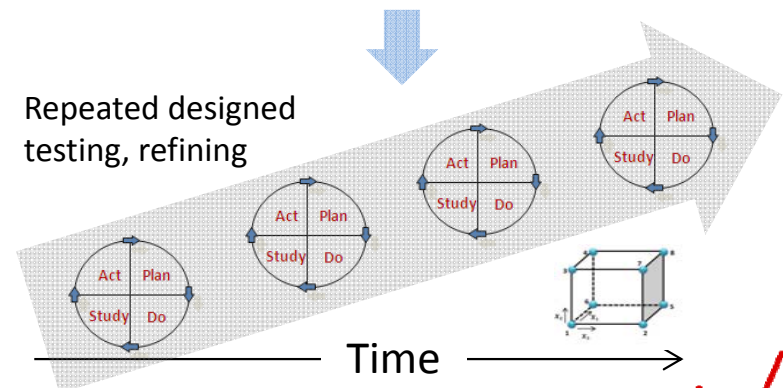 Repeated designed
testing, refining
Act Plan
Study Do
Act Plan
Study Do
Act Plan
Study Do
Act Plan
Study Do
Time